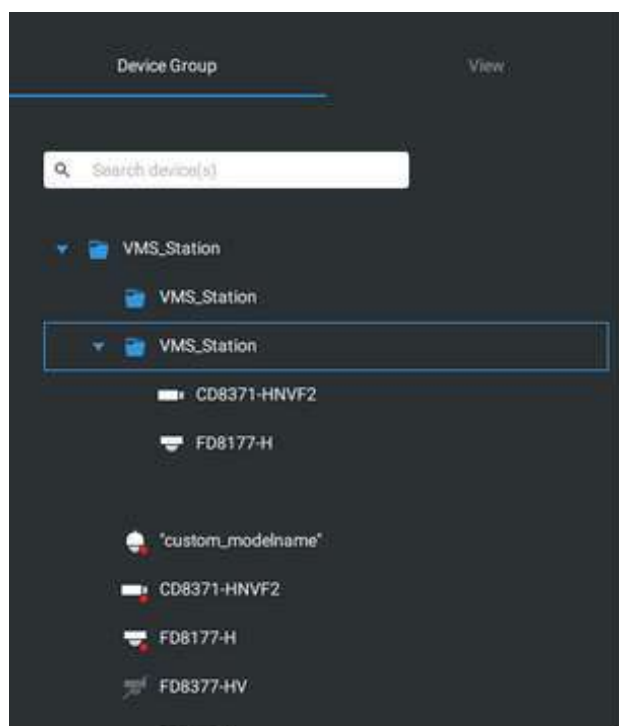 Device Group
View
Search device(s)
VMS_Station
VMS_Station
VMS_Station
CD8371-HNVF2
FD8177-H
"custom_modelname"
CD8371-HNVF2
FD8177-H
FD8377-HV